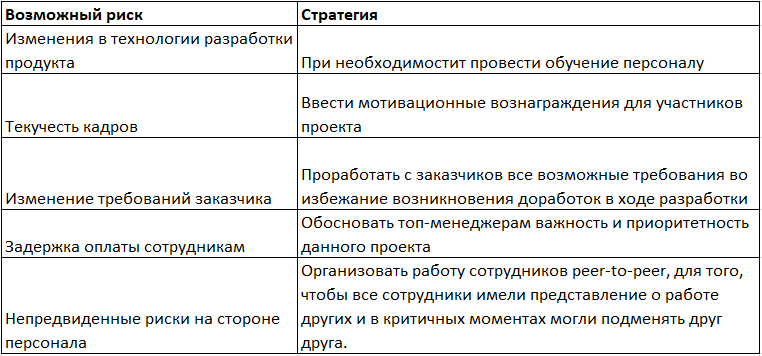 Возможный риск
Стратегия
Изменения в технологии разработки
продукта
При необходимостит провести обучение персоналу
Текучесть кадров
Ввести мотивационные вознаграждения для участников
проекта
Изменение требований заказчика
Проработать с заказчиков все возможные требования во
избежание возникновения доработок в ходе разработки
Задержка оплаты сотрудникам
Обосновать топ-менеджерам важность и приоритетность
данного проекта
Непредвиденные риски на стороне
персонала
Организовать работу сотрудников peer-to-peer, для того,
чтобы все сотрудники имели представление о работе
других и в критичных моментах могли подменять друг
друга.